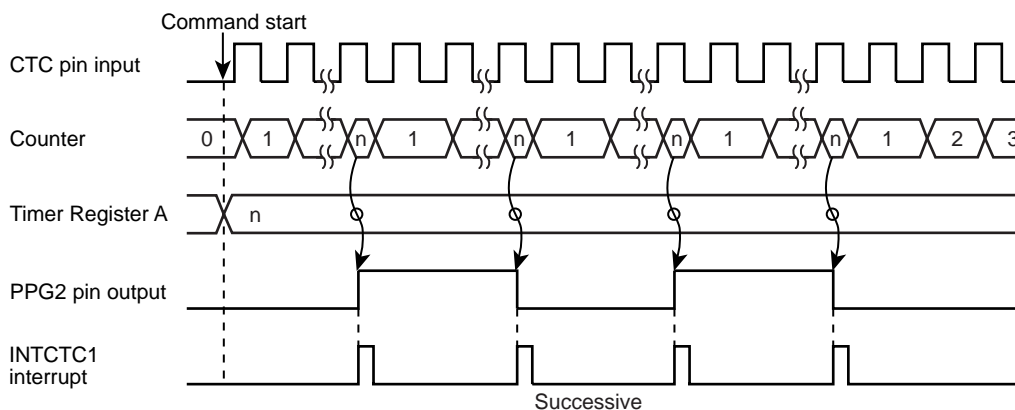 Command start
CTC pin input
Counter
0 1 n 1 n 1 n 1 n 1 2 3
Timer Register A
n
PPG2 pin output
INTCTC1
interrupt
Successive